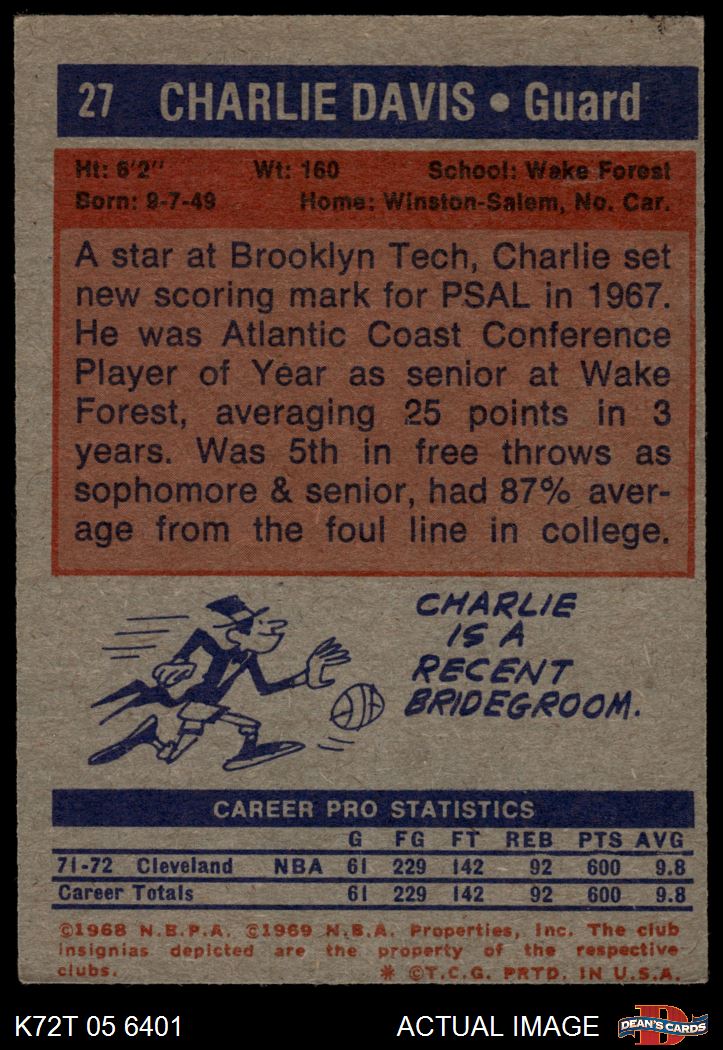 27 CHARLIE DAVIS • Guard
Ht: 6'2" Wt: 160 School: Wake Forest
Born: 9-7-49 Home: Winston-Salem, No. Car.
A star at Brooklyn Tech, Charlie set
new scoring mark for PSAL in 1967.
He was Atlantic Coast Conference
Player of Year as senior at Wake
Forest, averaging 25 points in 3
years. Was 5th in free throws as
sophomore & senior, had 87% aver-
age from the foul line in college.
CHARLIE
IS A
RECENT
BRIDEGROOM.
CAREER PRO STATISTICS
G FG FT REB PTS AVG
71-72 Cleveland NBA 61 229 142 92 600 9.8
Career Totals 61 229 142 92 600 9.8
©1968 N.B.P.A. ©1969 N.B.A. Properties, Inc. The club
insignias depicted are the property of the respective
clubs. * ©T.C.G. PRTD. IN U.S.A.
K72T 05 6401 ACTUAL IMAGE D DEAN'S CARDS